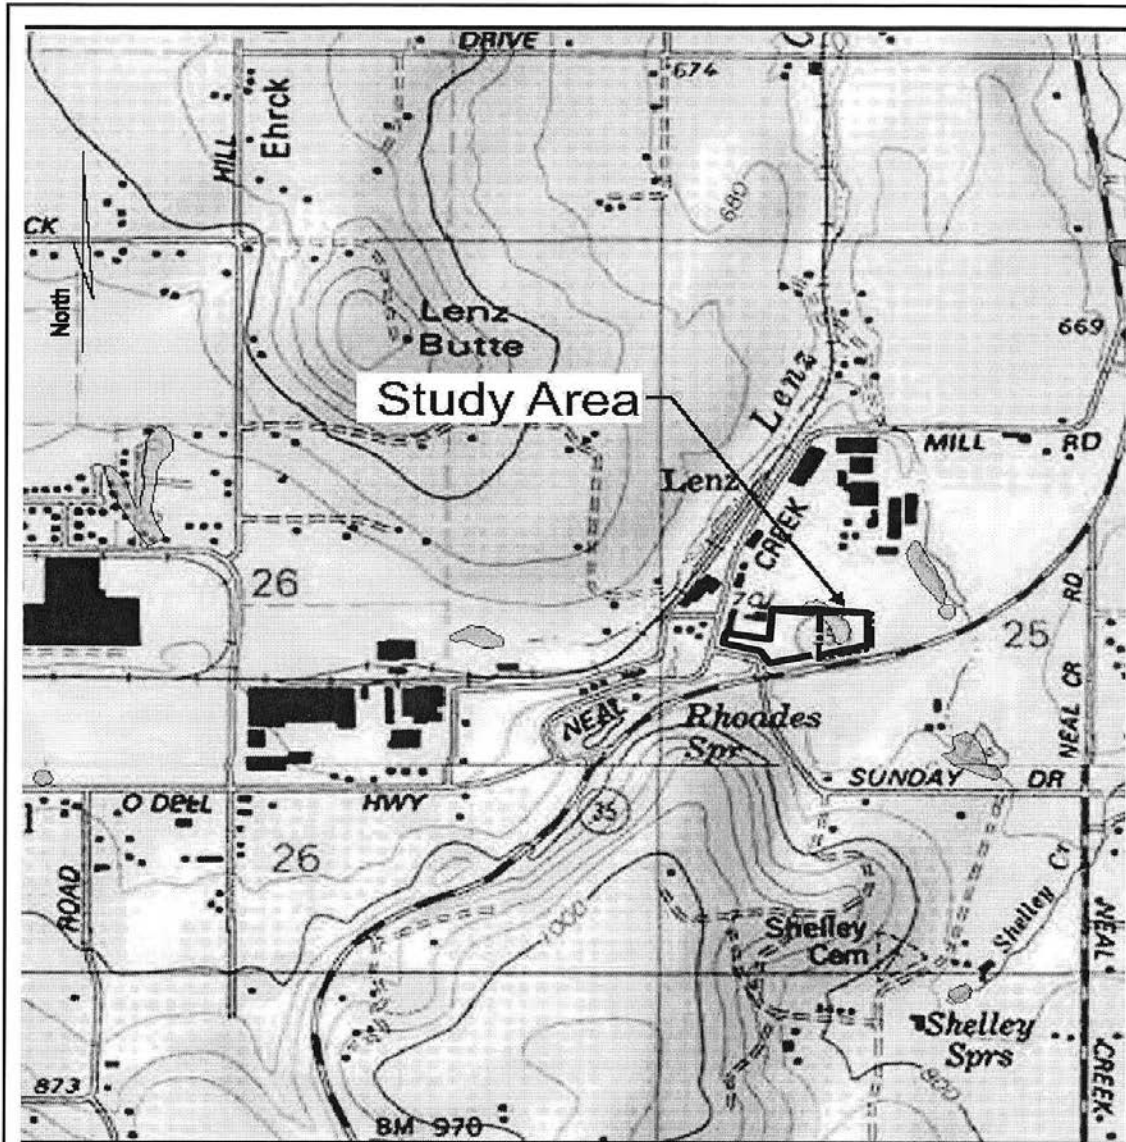 DRIVE
674
Ehrck
HILL
680
CK
North
Lenz
Butte
669
Study Area
Lenz
MILL RD
Lenz
CREEK
26
RD
25
NEAL CR
NEAL
Rhoades
Spr
SUNDAY DR
O DELL HWY
35
26
ROAD
1000
Shelley Cr
Shelley
Cem
NEAL
Shelley
Sprs
800
CREEK
873
BM 970